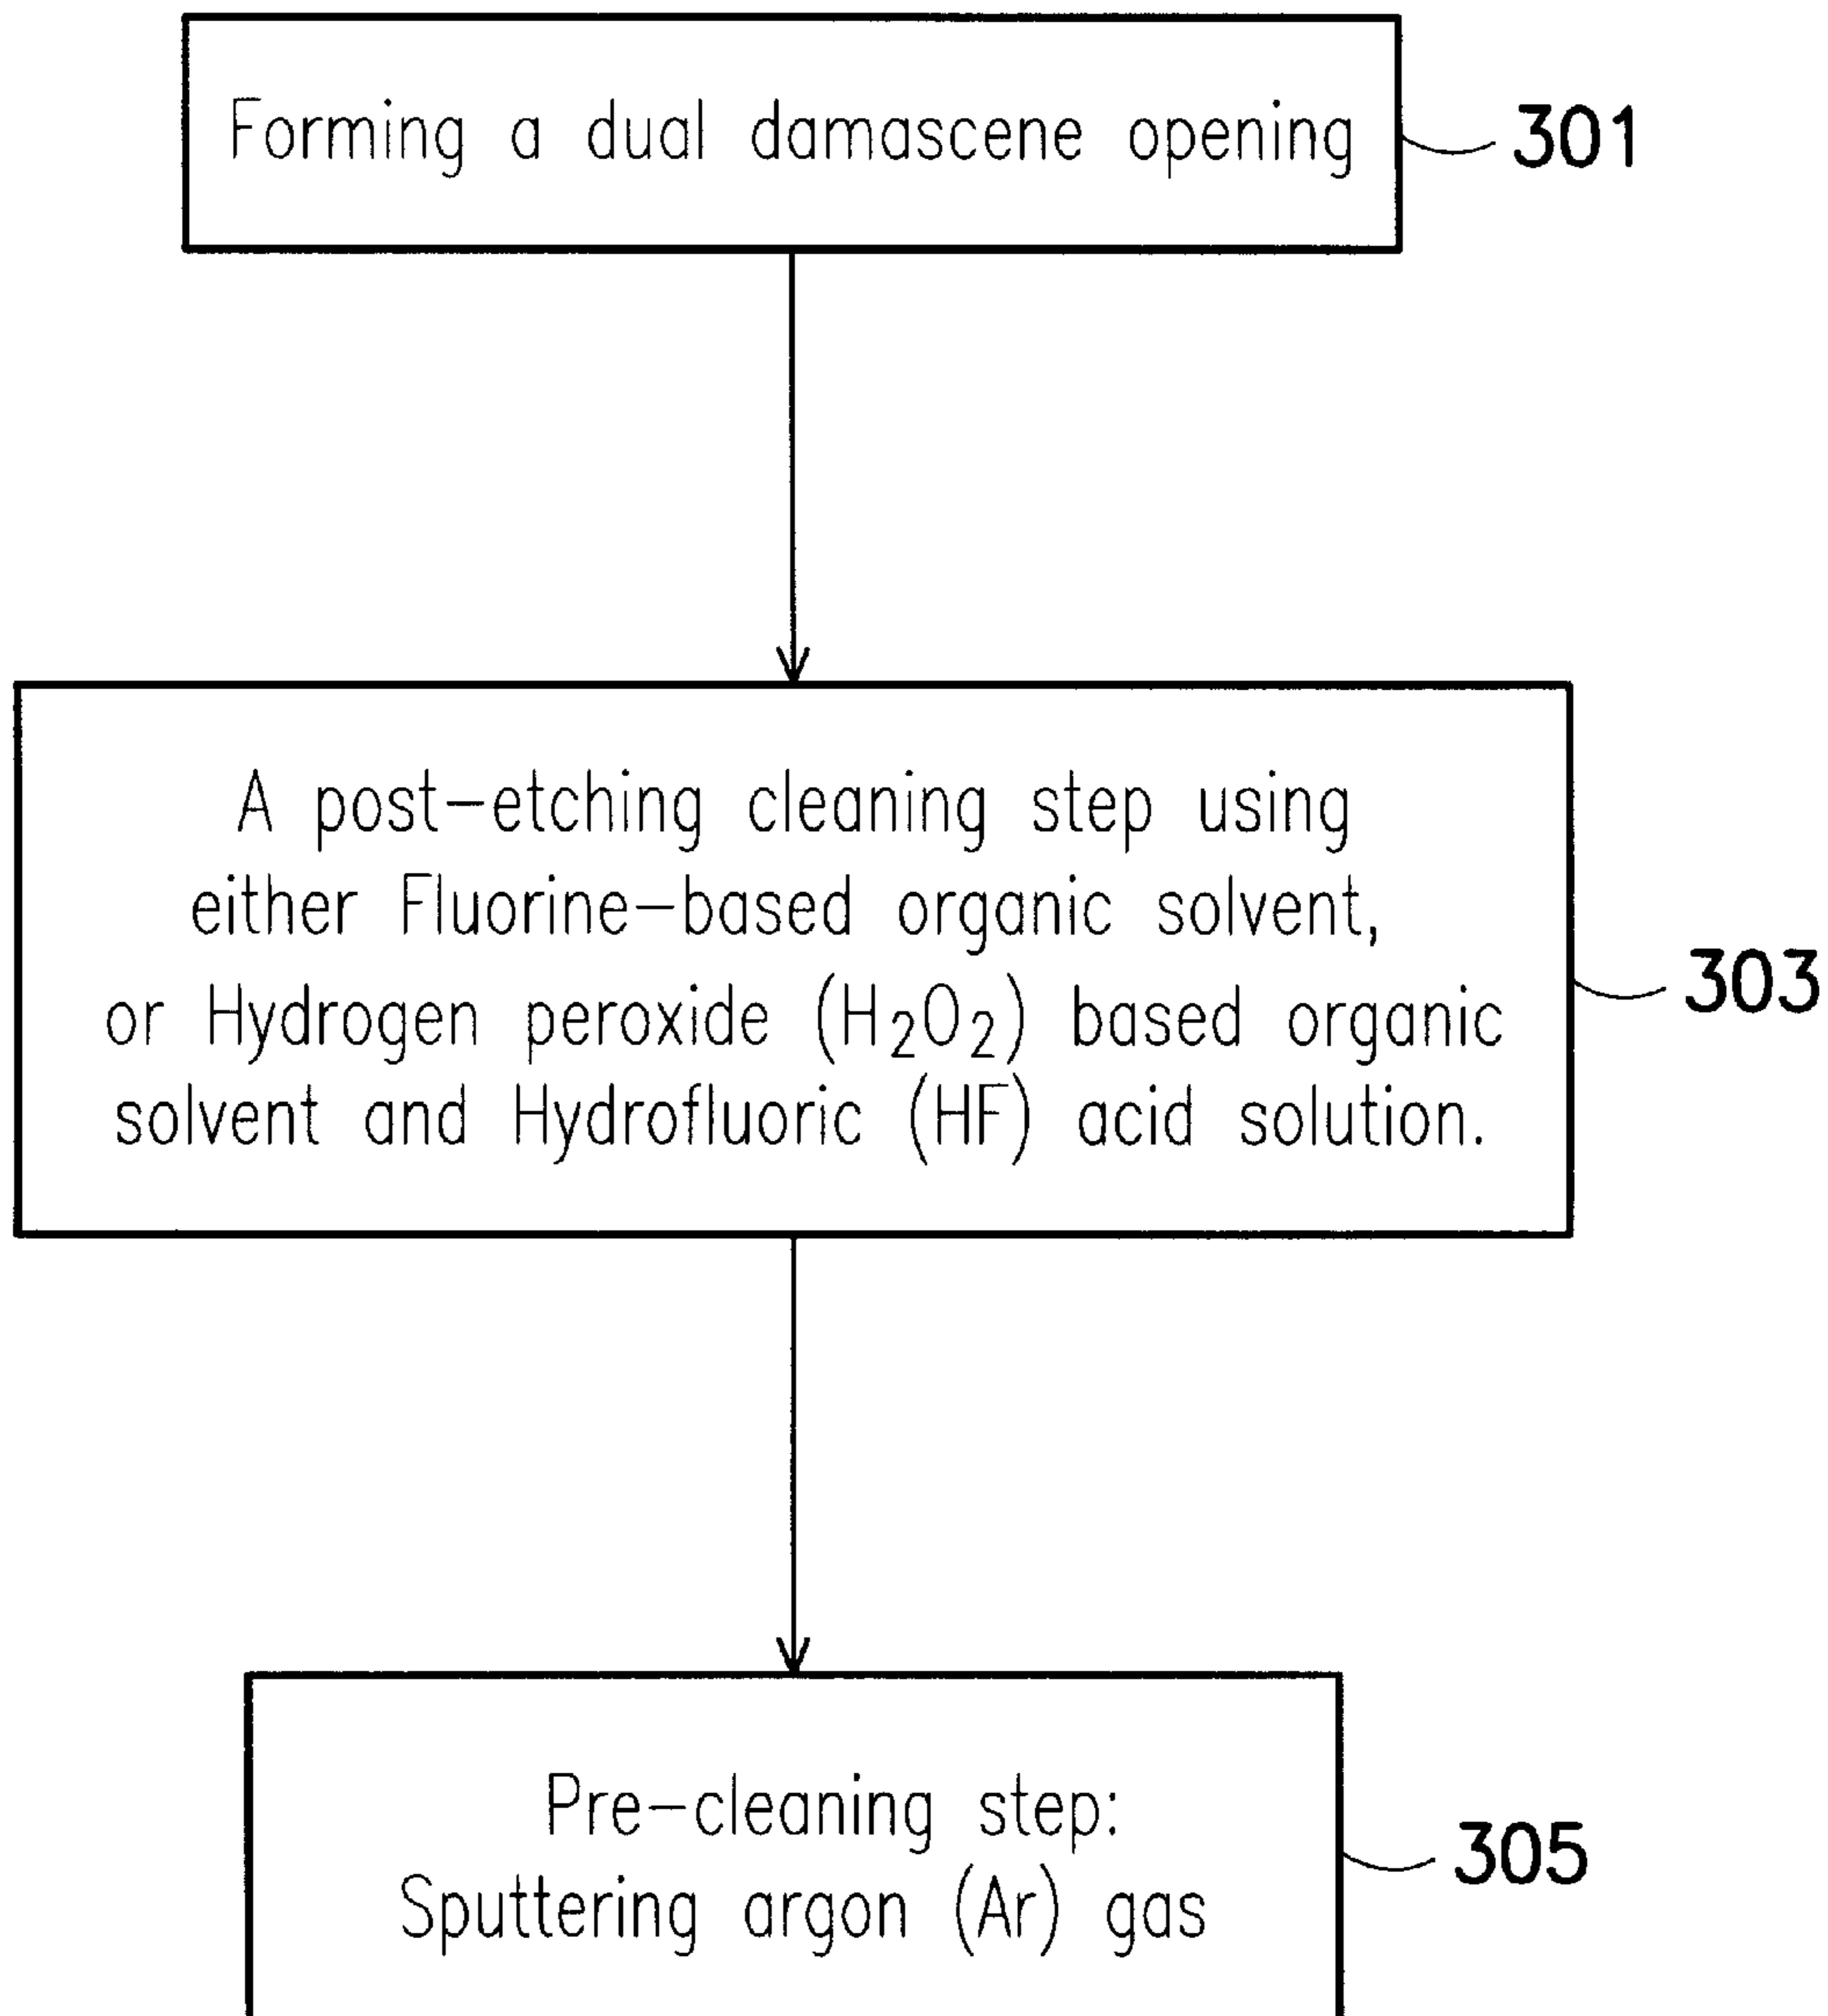 Forming a dual damascene opening
301
A post-etching cleaning step using
either Fluorine-based organic solvent,
or Hydrogen peroxide (H₂O₂) based organic
solvent and Hydrofluoric (HF) acid solution.
303
Pre-cleaning step:
Sputtering argon (Ar) gas
305